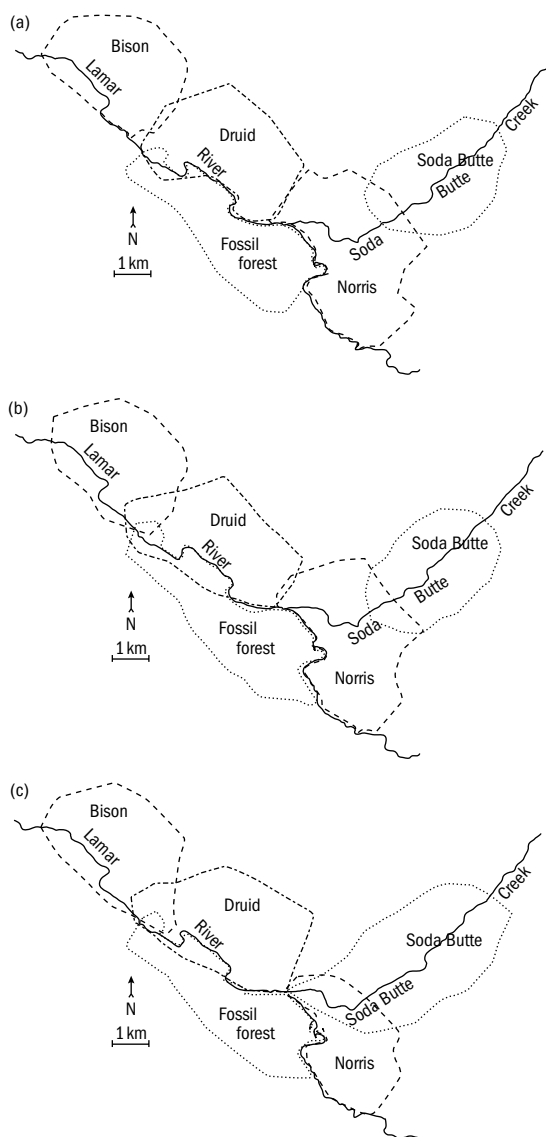 (a)
Bison
Lamar
River
Druid
Soda Butte
Creek
Butte
Soda
Fossil
forest
Norris
N
1 km
(b)
Bison
Lamar
River
Druid
Soda Butte
Creek
Butte
Soda
Fossil
forest
Norris
N
1 km
(c)
Bison
Lamar
River
Druid
Soda Butte
Creek
Soda Butte
Fossil
forest
Norris
N
1 km